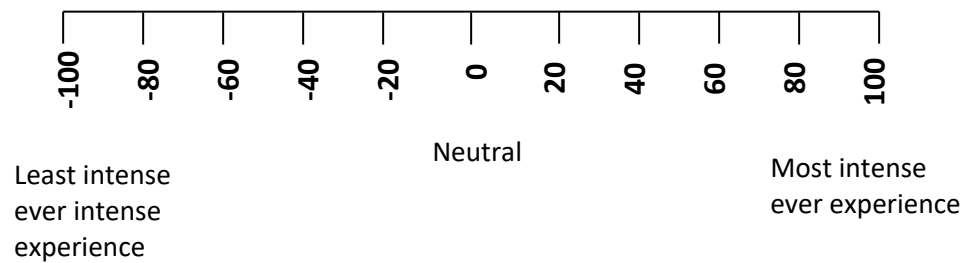 -100 -80 -60 -40 -20 0 20 40 60 80 100
Neutral
Least intense
ever intense
experience
Most intense
ever experience